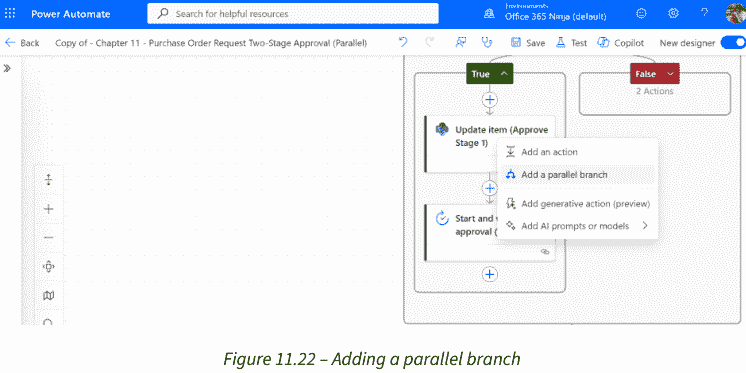 Power Automate
Search for helpful resources
Environments
Office 365 Ninja (default)
?
Back
Copy of - Chapter 11 - Purchase Order Request Two-Stage Approval (Parallel)
Save
Test
Copilot
New designer
True
False
2 Actions
Update item (Approve
Stage 1)
Add an action
Add a parallel branch
Add generative action (preview)
Add AI prompts or models
Start and
approval (
Figure 11.22 – Adding a parallel branch